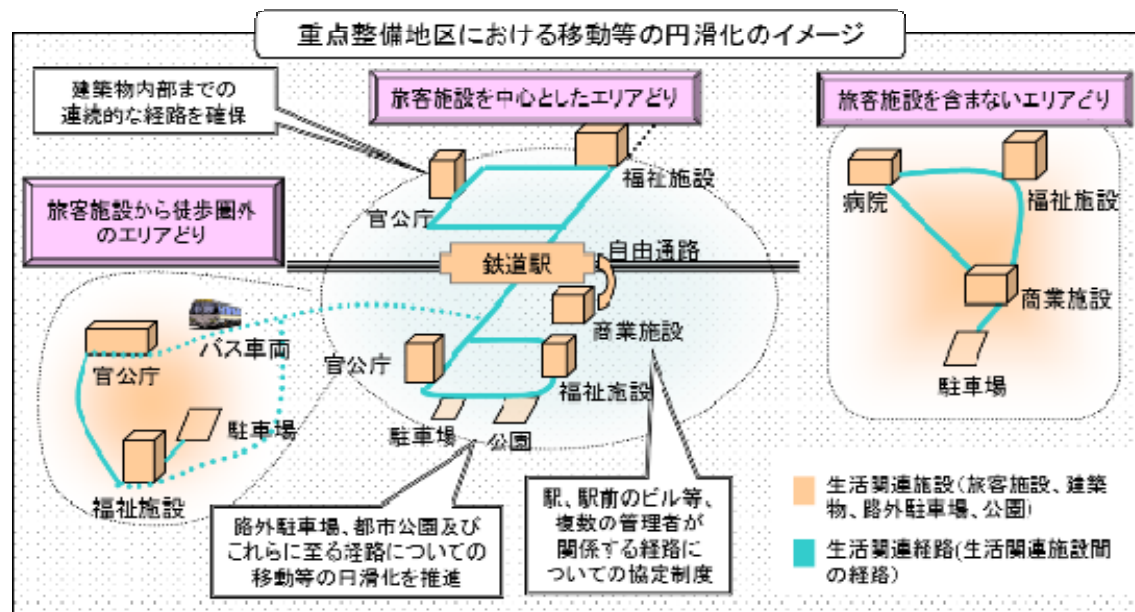 重点整備地区における移動等の円滑化のイメージ
建築物内部までの
連続的な経路を確保
旅客施設を中心としたエリアどり
旅客施設を含まないエリアどり
旅客施設から徒歩圏外
のエリアどり
官公庁
福祉施設
鉄道駅
自由通路
商業施設
官公庁
福祉施設
駐車場
公園
バス車両
官公庁
駐車場
福祉施設
病院
福祉施設
商業施設
駐車場
路外駐車場、都市公園及び
これらに至る経路についての
移動等の円滑化を推進
駅、駅前のビル等、
複数の管理者が
関係する経路に
ついての協定制度
生活関連施設(旅客施設、建築
物、路外駐車場、公園)
生活関連経路(生活関連施設間
の経路)